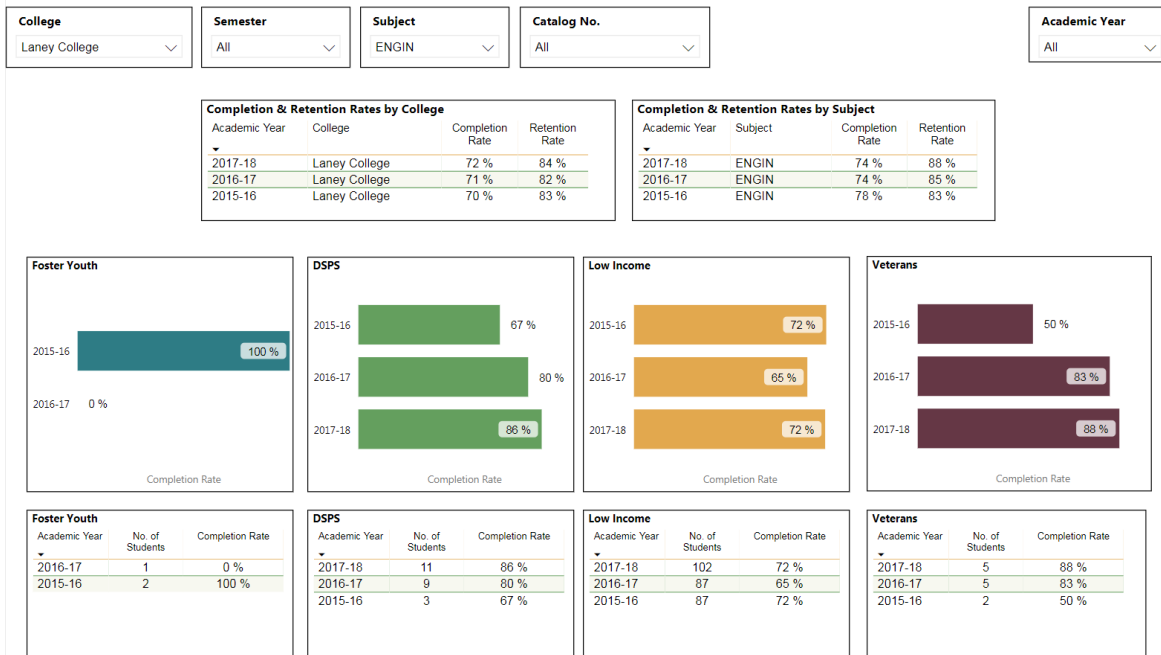 College
Laney College
Semester
All
Subject
ENGIN
Catalog No.
All
Academic Year
All
Completion & Retention Rates by College
Academic Year College Completion Rate Retention Rate
2017-18 Laney College 72 % 84 %
2016-17 Laney College 71 % 82 %
2015-16 Laney College 70 % 83 %
Completion & Retention Rates by Subject
Academic Year Subject Completion Rate Retention Rate
2017-18 ENGIN 74 % 88 %
2016-17 ENGIN 74 % 85 %
2015-16 ENGIN 78 % 83 %
Foster Youth
2015-16 100 %
2016-17 0 %
Completion Rate
DSPS
2015-16 67 %
2016-17 80 %
2017-18 86 %
Completion Rate
Low Income
2015-16 72 %
2016-17 65 %
2017-18 72 %
Completion Rate
Veterans
2015-16 50 %
2016-17 83 %
2017-18 88 %
Completion Rate
Foster Youth
Academic Year No. of Students Completion Rate
2016-17 1 0 %
2015-16 2 100 %
DSPS
Academic Year No. of Students Completion Rate
2017-18 11 86 %
2016-17 9 80 %
2015-16 3 67 %
Low Income
Academic Year No. of Students Completion Rate
2017-18 102 72 %
2016-17 87 65 %
2015-16 87 72 %
Veterans
Academic Year No. of Students Completion Rate
2017-18 5 88 %
2016-17 5 83 %
2015-16 2 50 %